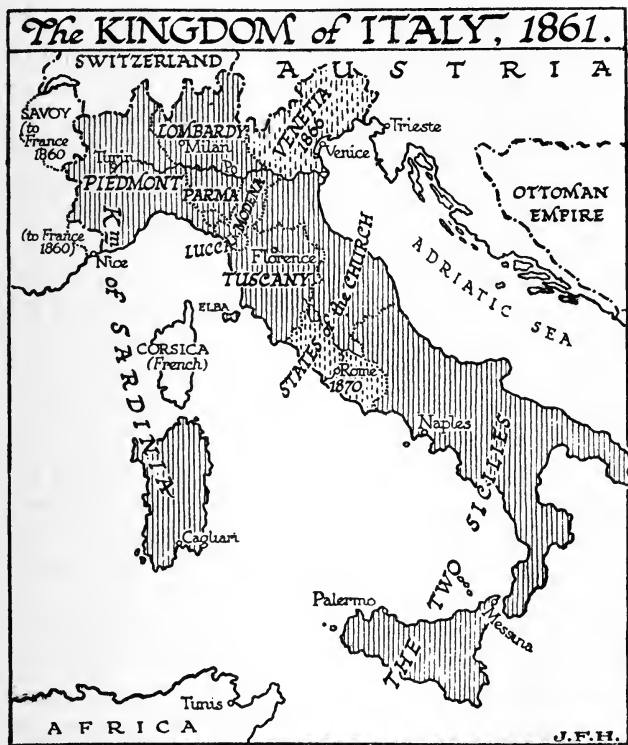 The KINGDOM of ITALY, 1861.
SWITZERLAND
AUSTRIA
SAVOY
(to
France
1860
LOMBARDY
Milan
VENETIA
1866
Trieste
Venice
Turin
Po
PIEDMONT
PARMA
MODENA
OTTOMAN
EMPIRE
(to France
1860)
Nice
LUCCA
Florence
TUSCANY
STATES of the CHURCH
ADRIATIC SEA
Km of SARDINIA
ELBA
CORSICA
(French)
Rome
1870
Naples
Cagliari
THE TWO SICILIES
Palermo
Messina
Tunis
AFRICA
J.F.H.